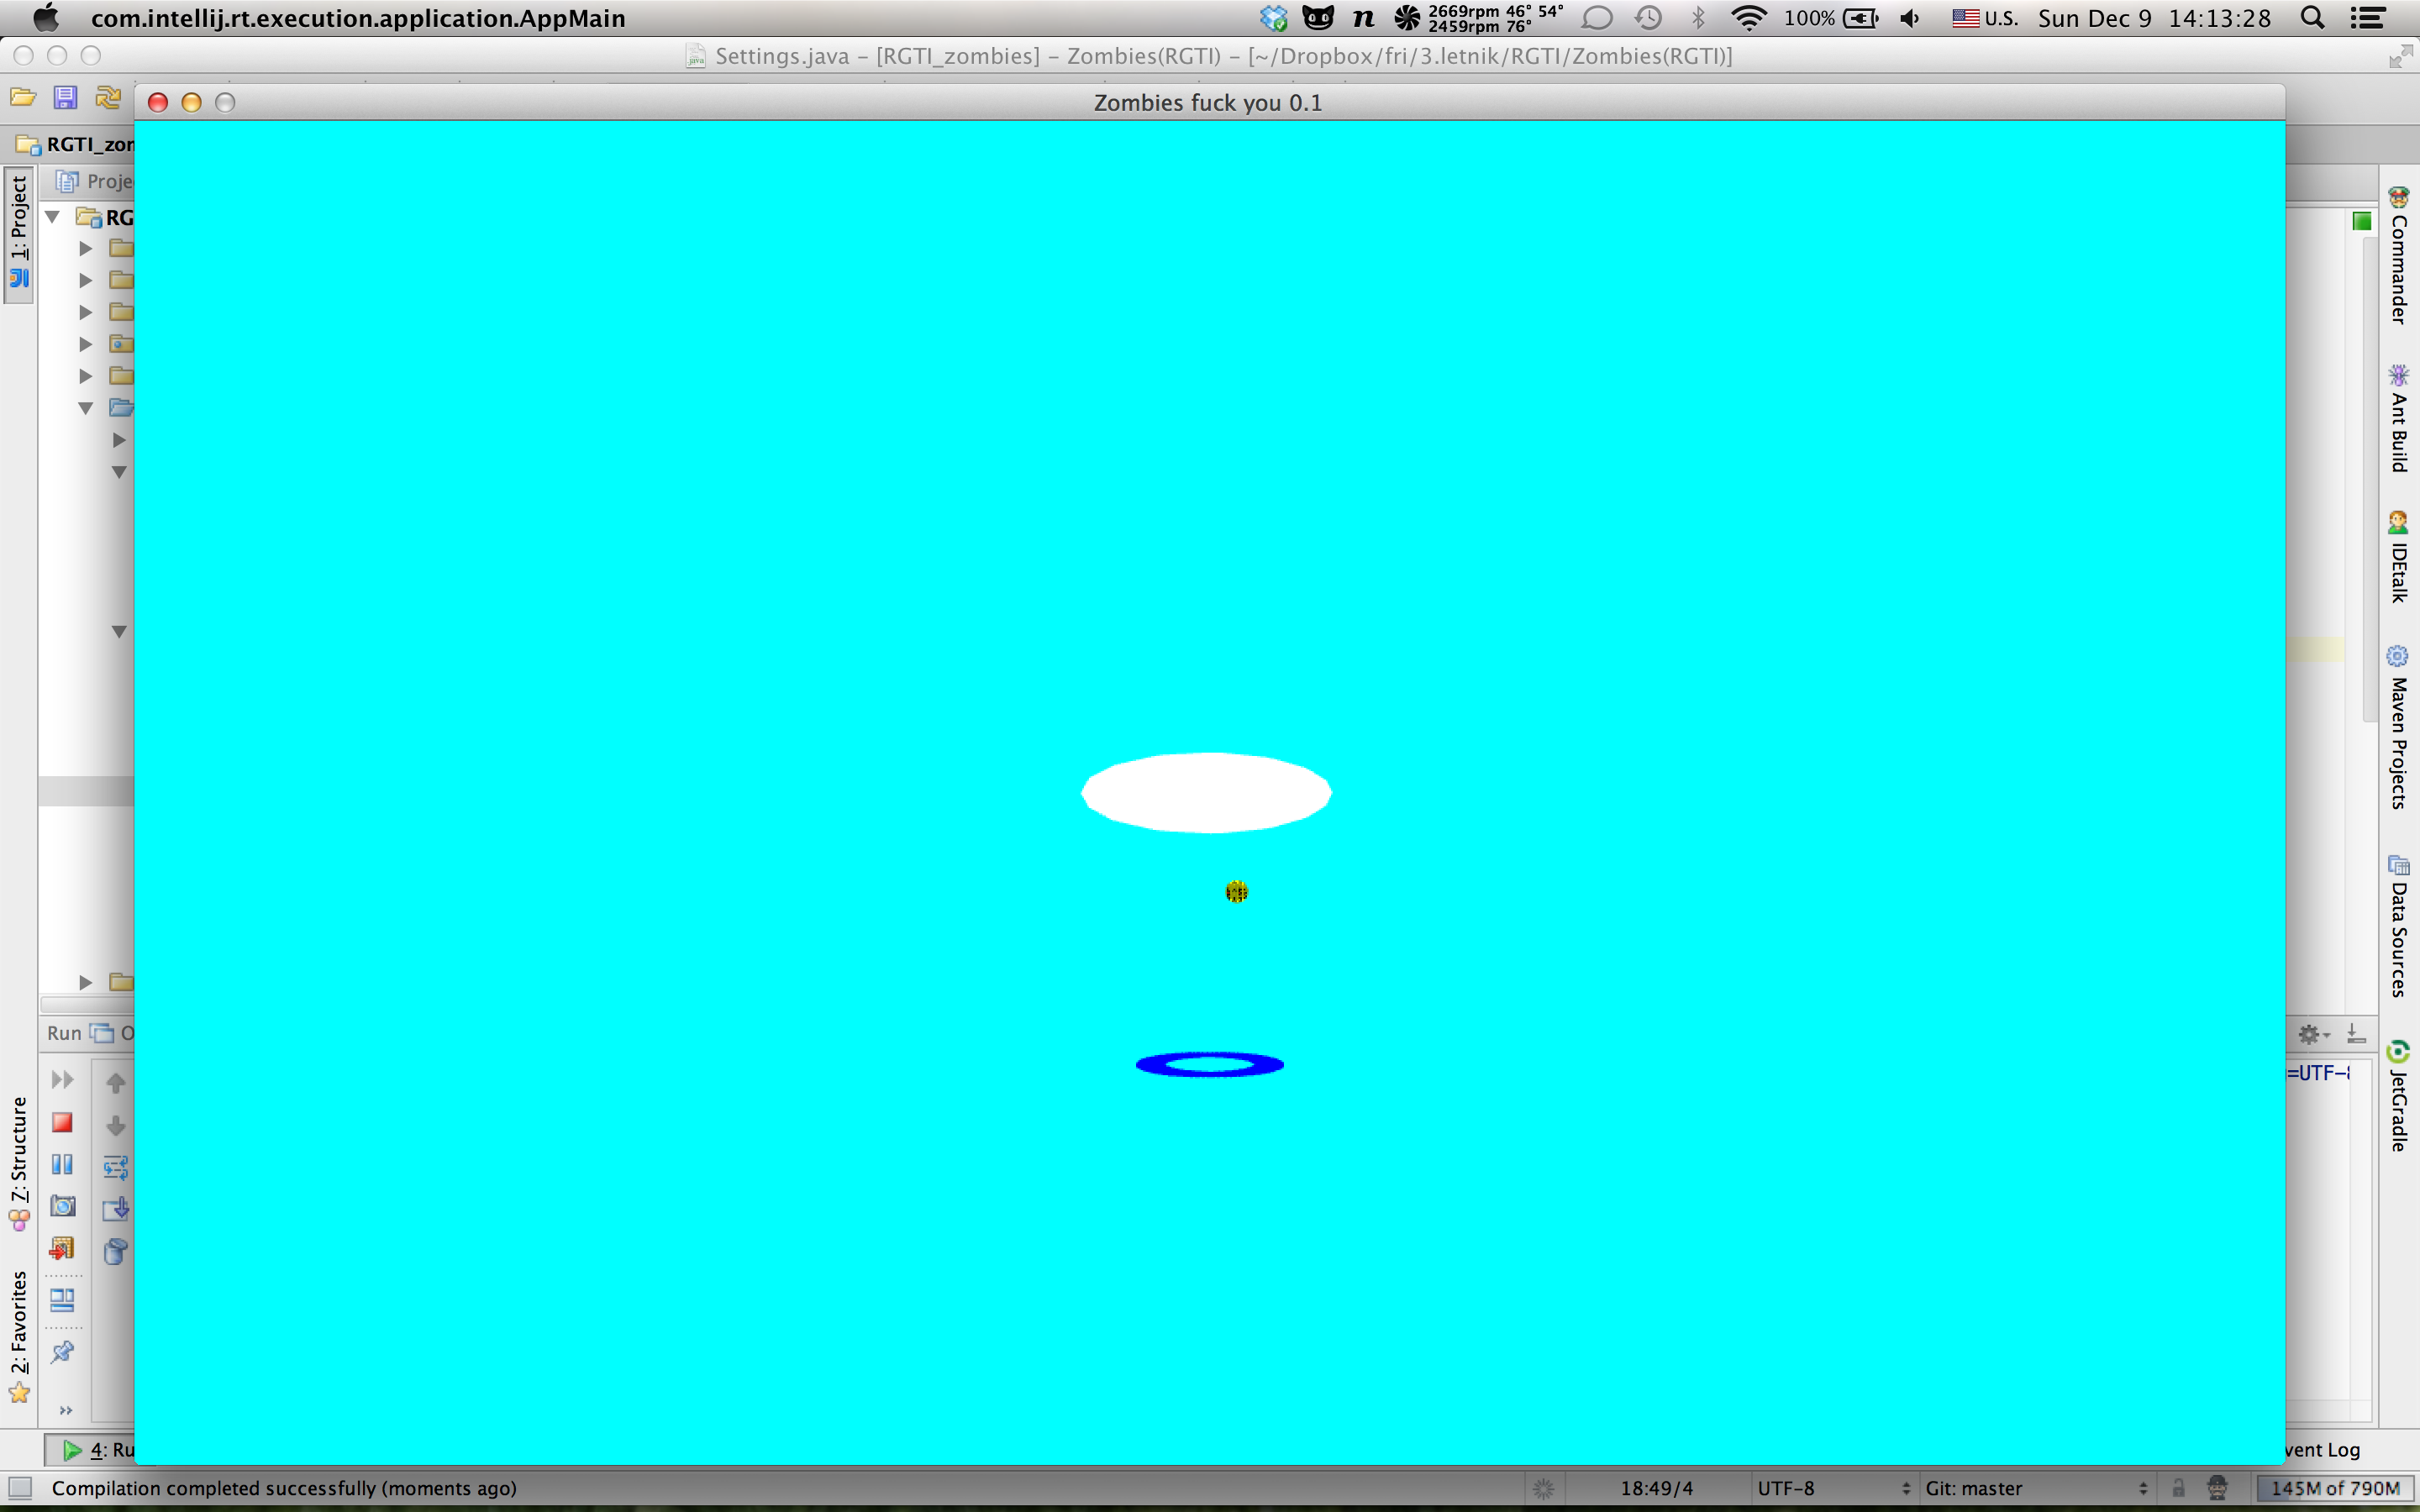 com.intellij.rt.execution.application.AppMain
2669rpm 46° 54°
2459rpm 76°
100%
U.S.
Sun Dec 9 14:13:28
Settings.java – [RGTI_zombies] – Zombies(RGTI) – [~/Dropbox/fri/3.letnik/RGTI/Zombies(RGTI)]
Zombies fuck you 0.1
RGTI_zor
1: Project
Proje
RG
Commander
Ant Build
IDEtalk
Maven Projects
Data Sources
JetGradle
Run
O
=UTF-8
7: Structure
2: Favorites
4: Ru
vent Log
Compilation completed successfully (moments ago)
18:49/4
UTF-8
Git: master
145M of 790M